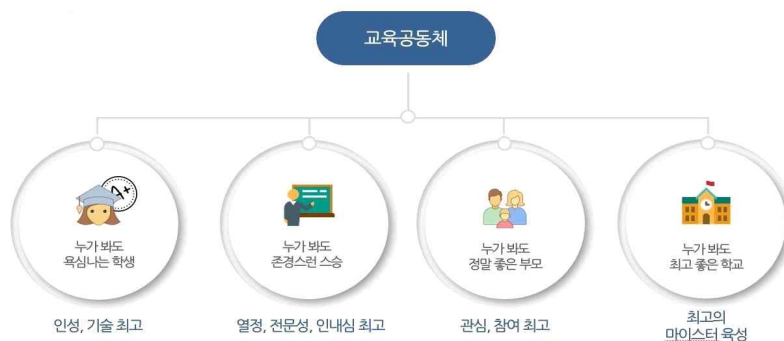 교육공동체
A+
누가 봐도
욕심나는 학생
누가 봐도
존경스런 스승
누가 봐도
정말 좋은 부모
누가 봐도
최고 좋은 학교
인성, 기술 최고
열정, 전문성, 인내심 최고
관심, 참여 최고
최고의
마이스터 육성